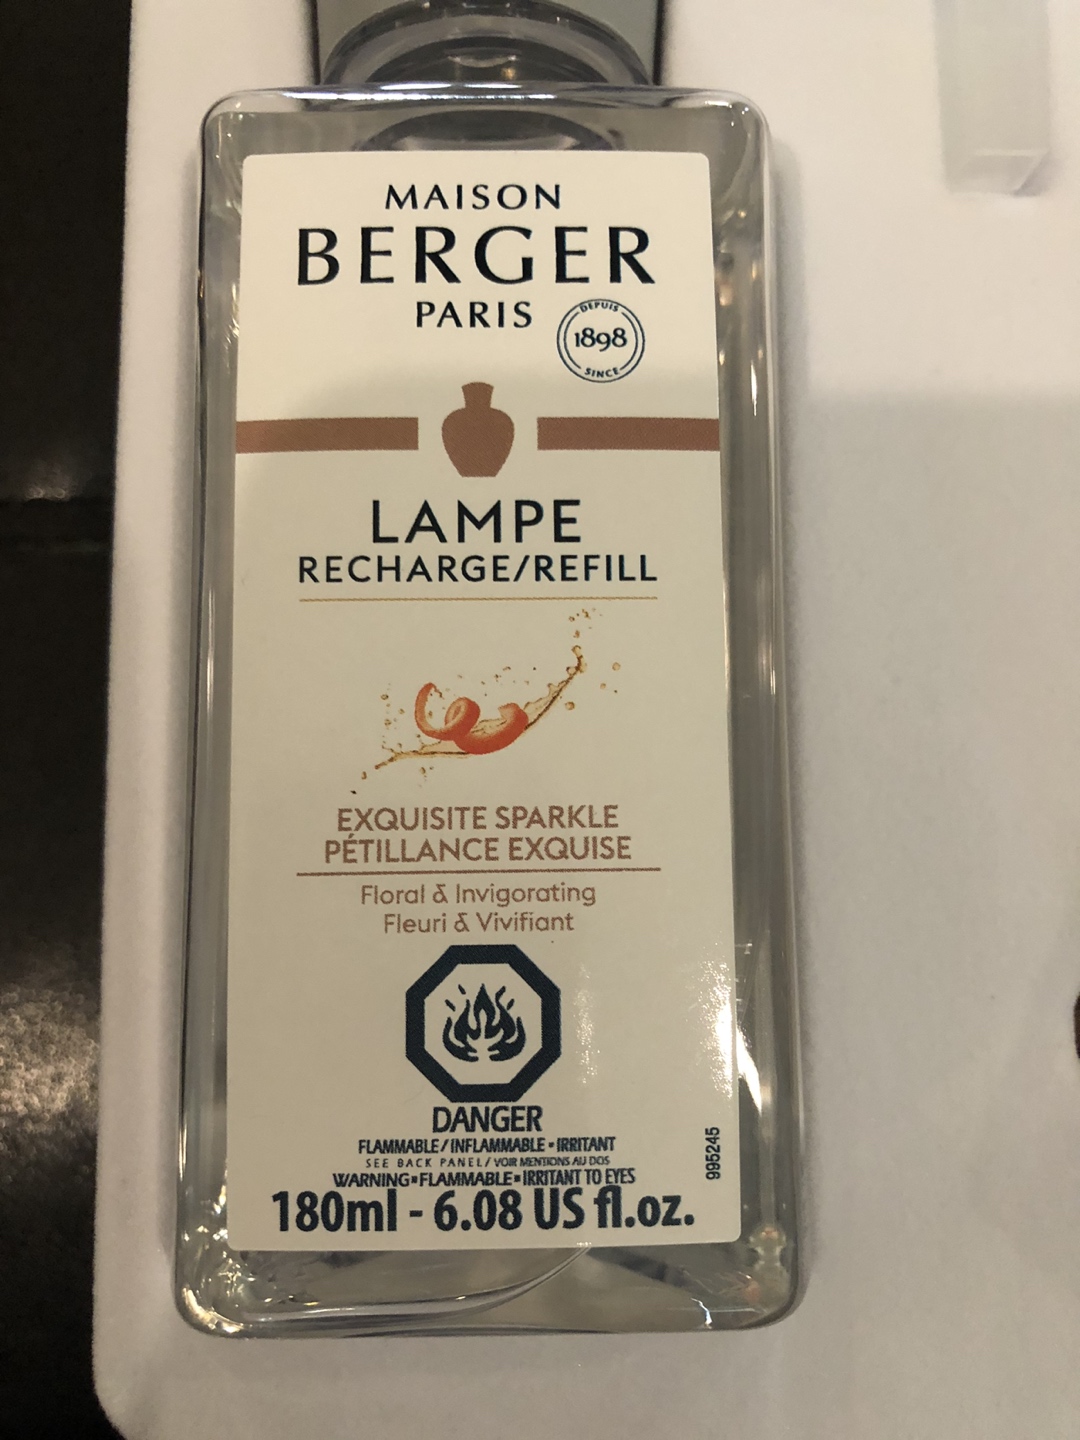 MAISON
BERGER
PARIS
DEPUIS
1898
SINCE
LAMPE
RECHARGE/REFILL
EXQUISITE SPARKLE
PÉTILLANCE EXQUISE
Floral & Invigorating
Fleuri & Vivifiant
DANGER
FLAMMABLE / INFLAMMABLE ▪ IRRITANT
SEE BACK PANEL / VOIR MENTIONS AU DOS
WARNING ▪ FLAMMABLE ▪ IRRITANT TO EYES
180ml - 6.08 US fl.oz.
995245